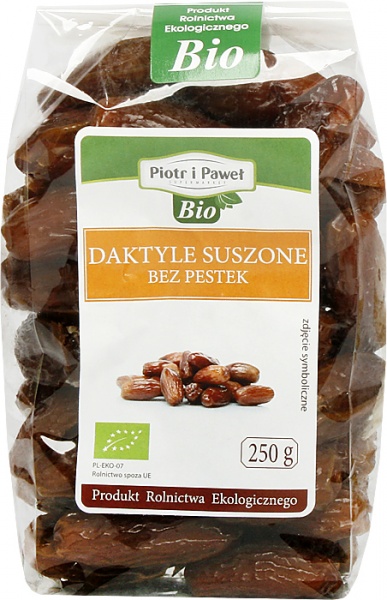 Produkt
Rolnictwa
Ekologicznego
Bio
Piotr i Paweł
SUPERMARKET
Bio
DAKTYLE SUSZONE
BEZ PESTEK
zdjęcie symboliczne
PL-EKO-07
Rolnictwo spoza UE
250 g
Produkt Rolnictwa Ekologicznego